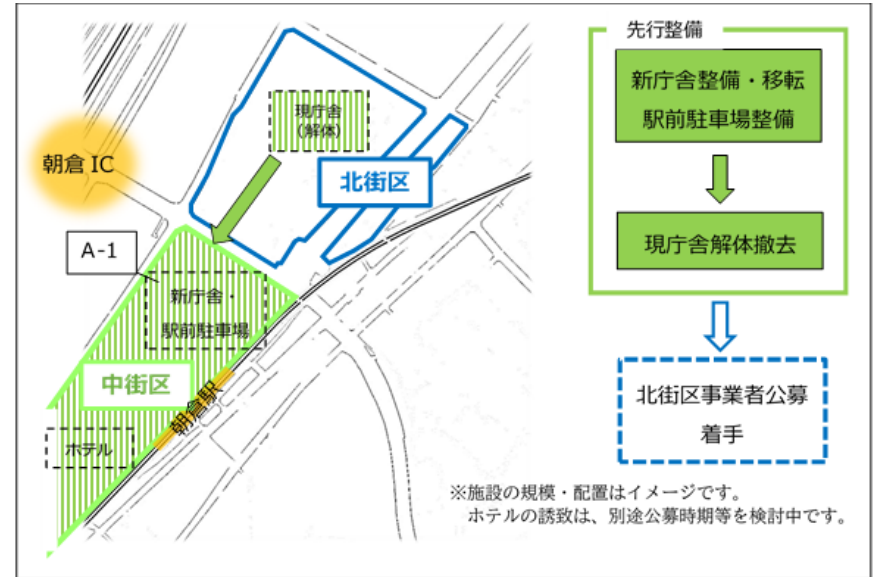 現庁舎
(解体)
朝倉 IC
北街区
A-1
新庁舎・
駅前駐車場
中街区
朝倉駅
ホテル
先行整備
新庁舎整備・移転
駅前駐車場整備
現庁舎解体撤去
北街区事業者公募
着手
※施設の規模・配置はイメージです。
ホテルの誘致は、別途公募時期等を検討中です。